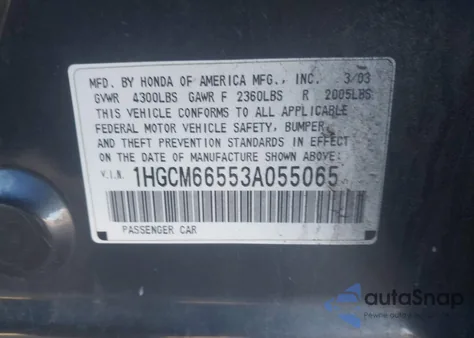 MFD. BY HONDA OF AMERICA MFG., INC. 3/03
GVWR 4300LBS GAWR F 2360LBS R 2005LBS
THIS VEHICLE CONFORMS TO ALL APPLICABLE
FEDERAL MOTOR VEHICLE SAFETY, BUMPER,
AND THEFT PREVENTION STANDARDS IN EFFECT
ON THE DATE OF MANUFACTURE SHOWN ABOVE.
V.I.N. 1HGCM66553A055065
PASSENGER CAR
autoSnap